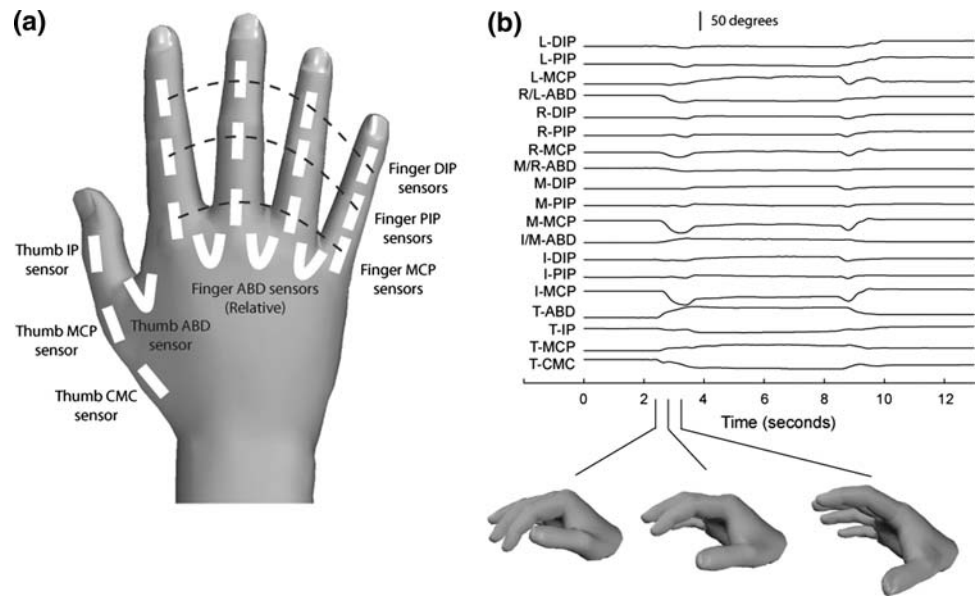 (a)
Finger DIP
sensors
Finger PIP
sensors
Finger MCP
sensors
Thumb IP
sensor
Thumb MCP
sensor
Thumb CMC
sensor
Thumb ABD
sensor
Finger ABD sensors
(Relative)
(b)
50 degrees
L-DIP
L-PIP
L-MCP
R/L-ABD
R-DIP
R-PIP
R-MCP
M/R-ABD
M-DIP
M-PIP
M-MCP
I/M-ABD
I-DIP
I-PIP
I-MCP
T-ABD
T-IP
T-MCP
T-CMC
0 2 4 6 8 10 12
Time (seconds)